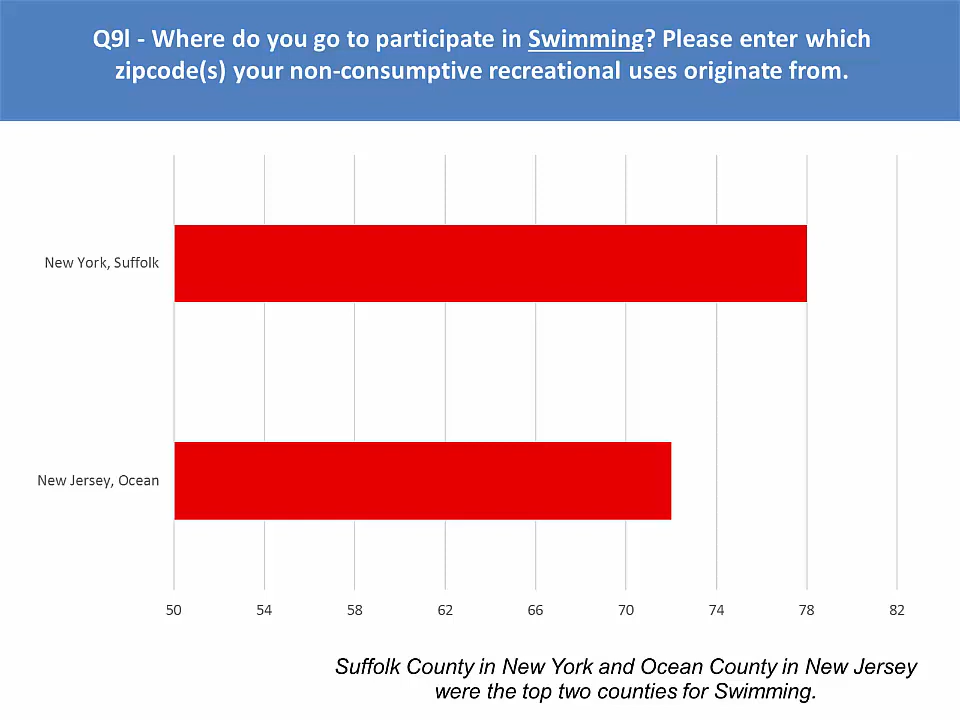 Q9l - Where do you go to participate in Swimming? Please enter which
zipcode(s) your non-consumptive recreational uses originate from.
New York, Suffolk
New Jersey, Ocean
50 54 58 62 66 70 74 78 82
Suffolk County in New York and Ocean County in New Jersey
were the top two counties for Swimming.